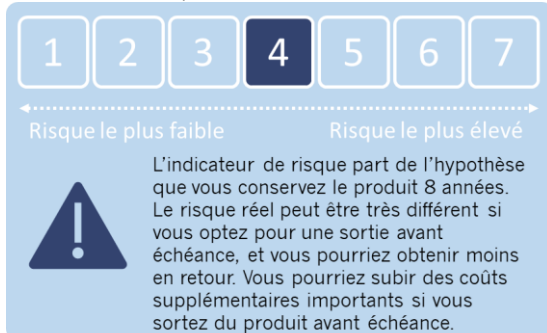 1 2 3 4 5 6 7
Risque le plus faible Risque le plus élevé
L'indicateur de risque part de l'hypothèse
que vous conservez le produit 8 années.
Le risque réel peut être très différent si
vous optez pour une sortie avant
échéance, et vous pourriez obtenir moins
en retour. Vous pourriez subir des coûts
supplémentaires importants si vous
sortez du produit avant échéance.